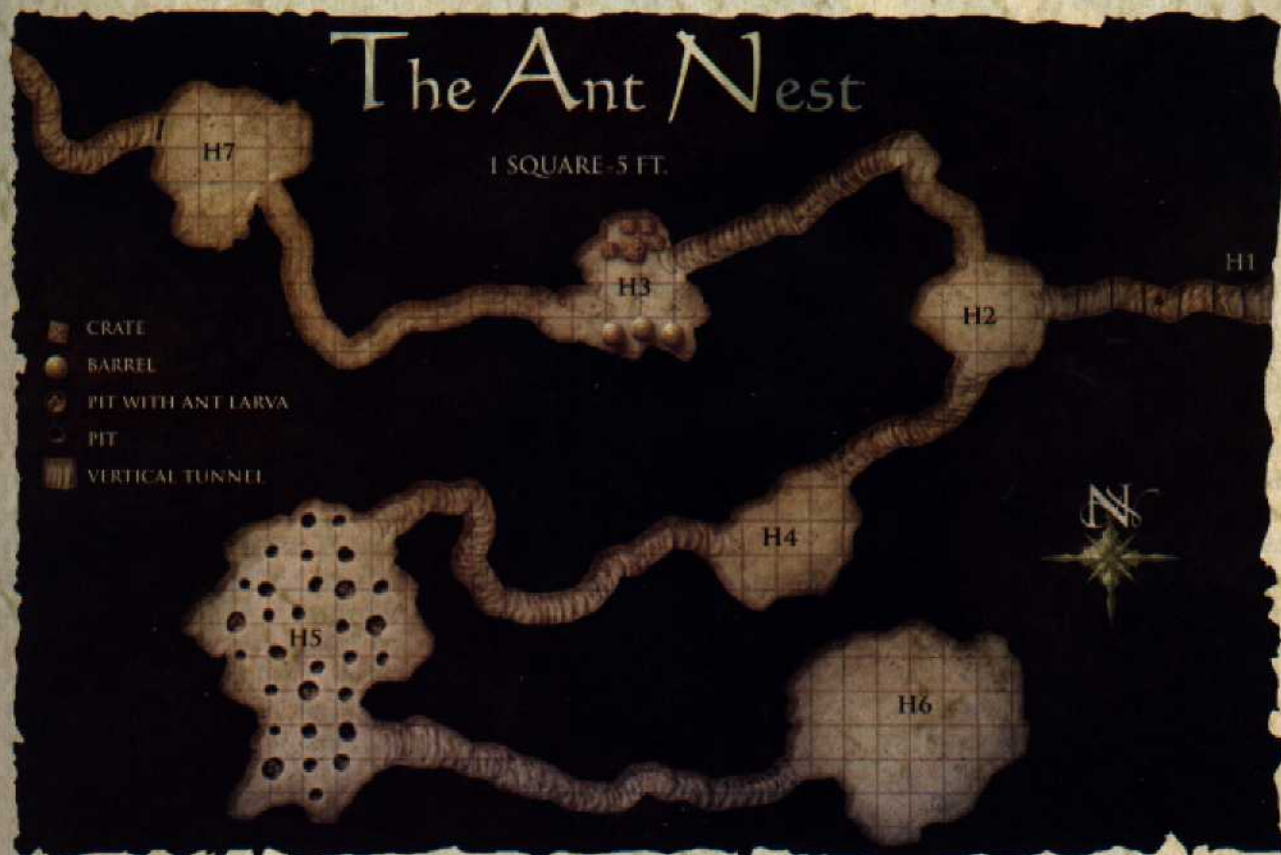 The Ant Nest
1 SQUARE-5 FT.
H7
H1
H3
H2
CRATE
BARREL
PIT WITH ANT LARVA
PIT
VERTICAL TUNNEL
N
H4
H5
H6